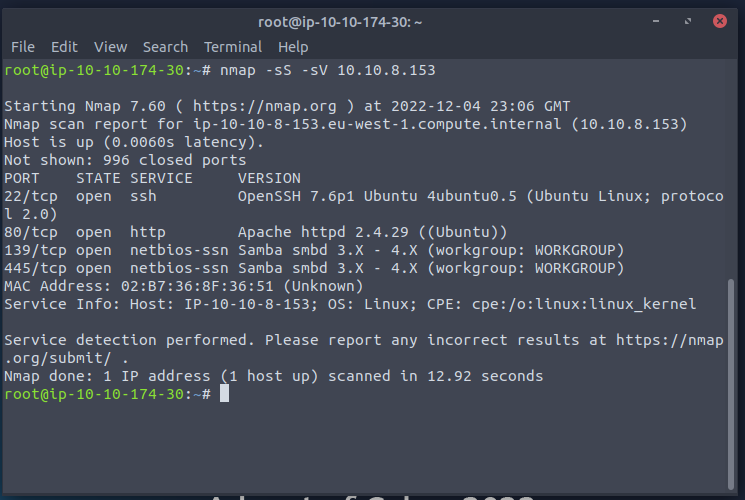 root@ip-10-10-174-30: ~
File Edit View Search Terminal Help
root@ip-10-10-174-30:~# nmap -sS -sV 10.10.8.153
Starting Nmap 7.60 ( https://nmap.org ) at 2022-12-04 23:06 GMT
Nmap scan report for ip-10-10-8-153.eu-west-1.compute.internal (10.10.8.153)
Host is up (0.0060s latency).
Not shown: 996 closed ports
PORT    STATE SERVICE     VERSION
22/tcp  open  ssh         OpenSSH 7.6p1 Ubuntu 4ubuntu0.5 (Ubuntu Linux; protoco
l 2.0)
80/tcp  open  http        Apache httpd 2.4.29 ((Ubuntu))
139/tcp open  netbios-ssn Samba smbd 3.X - 4.X (workgroup: WORKGROUP)
445/tcp open  netbios-ssn Samba smbd 3.X - 4.X (workgroup: WORKGROUP)
MAC Address: 02:B7:36:8F:36:51 (Unknown)
Service Info: Host: IP-10-10-8-153; OS: Linux; CPE: cpe:/o:linux:linux_kernel
Service detection performed. Please report any incorrect results at https://nmap
.org/submit/ .
Nmap done: 1 IP address (1 host up) scanned in 12.92 seconds
root@ip-10-10-174-30:~#